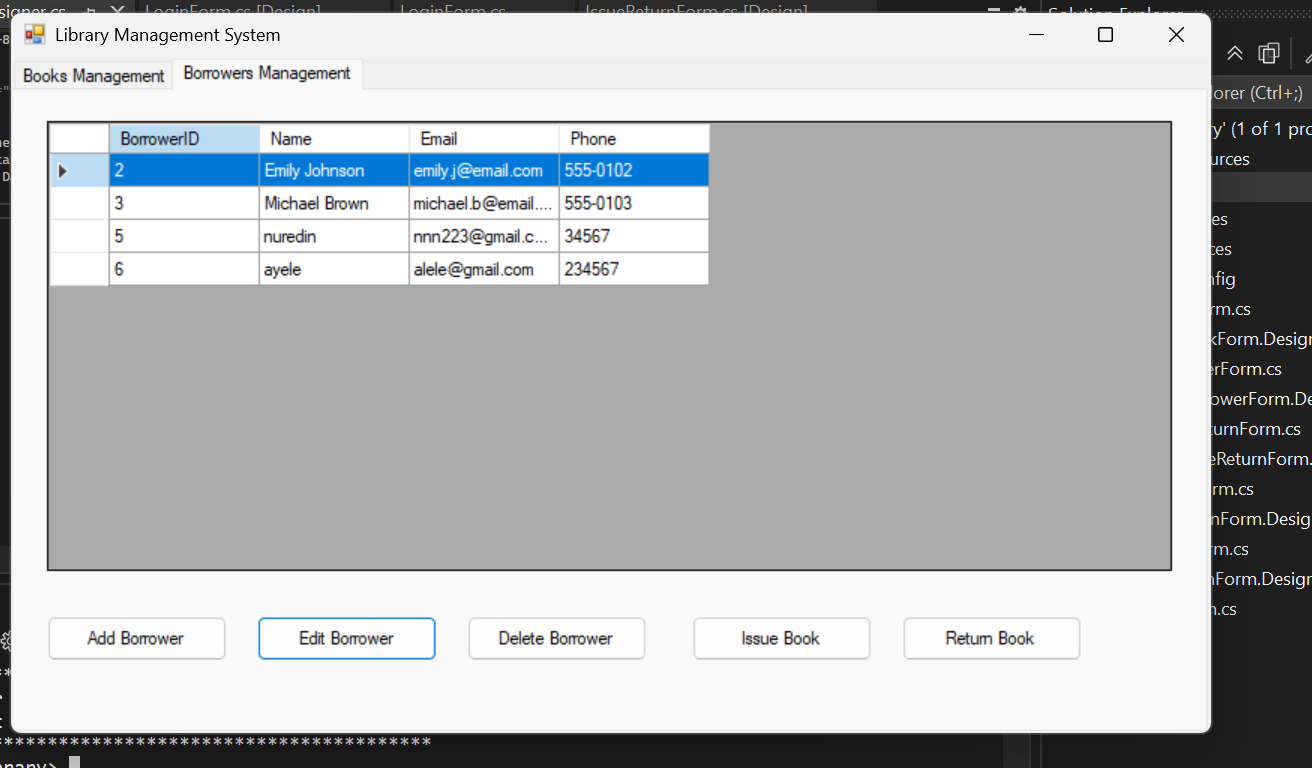 LoginForm.cs [Design] LoginForm.cs IssueReturnForm.cs [Design] Solution Explorer
Library Management System
Books Management Borrowers Management
BorrowerID Name Email Phone
2 Emily Johnson emily.j@email.com 555-0102
3 Michael Brown michael.b@email.... 555-0103
5 nuredin nnn223@gmail.c... 34567
6 ayele alele@gmail.com 234567
Add Borrower Edit Borrower Delete Borrower Issue Book Return Book
orer (Ctrl+;)
y' (1 of 1 pro
urces
es
ces
nfig
rm.cs
kForm.Design
erForm.cs
owerForm.De
turnForm.cs
eReturnForm.
rm.cs
nForm.Design
rm.cs
nForm.Design
n.cs